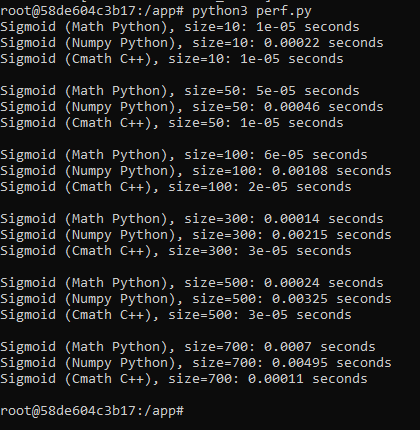 root@58de604c3b17:/app# python3 perf.py
Sigmoid (Math Python), size=10: 1e-05 seconds
Sigmoid (Numpy Python), size=10: 0.00022 seconds
Sigmoid (Cmath C++), size=10: 1e-05 seconds
Sigmoid (Math Python), size=50: 5e-05 seconds
Sigmoid (Numpy Python), size=50: 0.00046 seconds
Sigmoid (Cmath C++), size=50: 1e-05 seconds
Sigmoid (Math Python), size=100: 6e-05 seconds
Sigmoid (Numpy Python), size=100: 0.00108 seconds
Sigmoid (Cmath C++), size=100: 2e-05 seconds
Sigmoid (Math Python), size=300: 0.00014 seconds
Sigmoid (Numpy Python), size=300: 0.00215 seconds
Sigmoid (Cmath C++), size=300: 3e-05 seconds
Sigmoid (Math Python), size=500: 0.00024 seconds
Sigmoid (Numpy Python), size=500: 0.00325 seconds
Sigmoid (Cmath C++), size=500: 3e-05 seconds
Sigmoid (Math Python), size=700: 0.0007 seconds
Sigmoid (Numpy Python), size=700: 0.00495 seconds
Sigmoid (Cmath C++), size=700: 0.00011 seconds
root@58de604c3b17:/app#